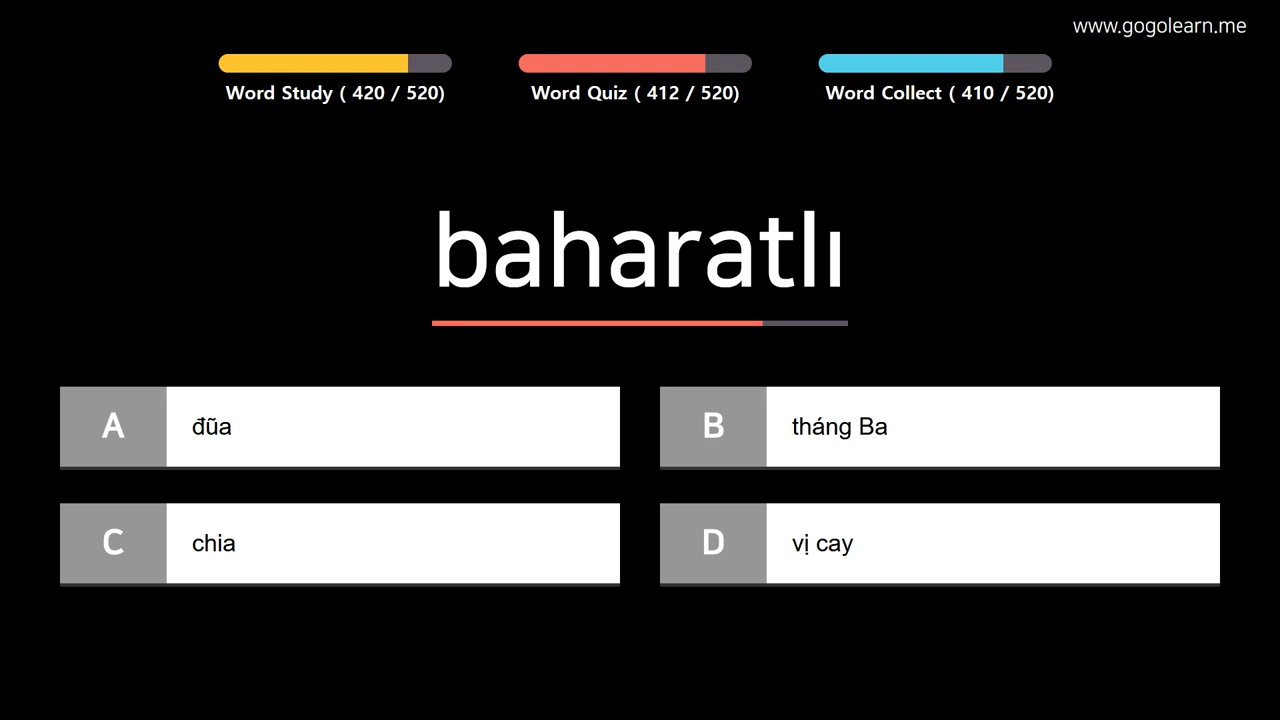 www.gogolearn.me
Word Study ( 420 / 520)
Word Quiz ( 412 / 520)
Word Collect ( 410 / 520)
baharatlı
A đũa
B tháng Ba
C chia
D vị cay